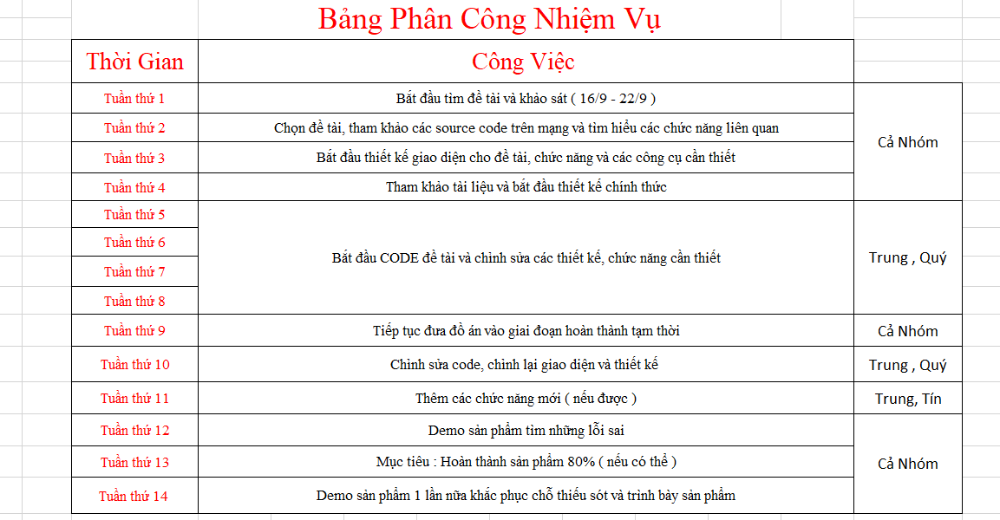 Bảng Phân Công Nhiệm Vụ
Thời Gian
Công Việc
Tuần thứ 1
Bắt đầu tìm đề tài và khảo sát ( 16/9 - 22/9 )
Tuần thứ 2
Chọn đề tài, tham khảo các source code trên mạng và tìm hiểu các chức năng liên quan
Cả Nhóm
Tuần thứ 3
Bắt đầu thiết kế giao diện cho đề tài, chức năng và các công cụ cần thiết
Tuần thứ 4
Tham khảo tài liệu và bắt đầu thiết kế chính thức
Tuần thứ 5
Tuần thứ 6
Bắt đầu CODE đề tài và chỉnh sửa các thiết kế, chức năng cần thiết
Trung , Quý
Tuần thứ 7
Tuần thứ 8
Tuần thứ 9
Tiếp tục đưa đồ án vào giai đoạn hoàn thành tạm thời
Cả Nhóm
Tuần thứ 10
Chỉnh sửa code, chỉnh lại giao diện và thiết kế
Trung , Quý
Tuần thứ 11
Thêm các chức năng mới ( nếu được )
Trung, Tín
Tuần thứ 12
Demo sản phẩm tìm những lỗi sai
Tuần thứ 13
Mục tiêu : Hoàn thành sản phẩm 80% ( nếu có thể )
Cả Nhóm
Tuần thứ 14
Demo sản phẩm 1 lần nữa khắc phục chỗ thiếu sót và trình bày sản phẩm